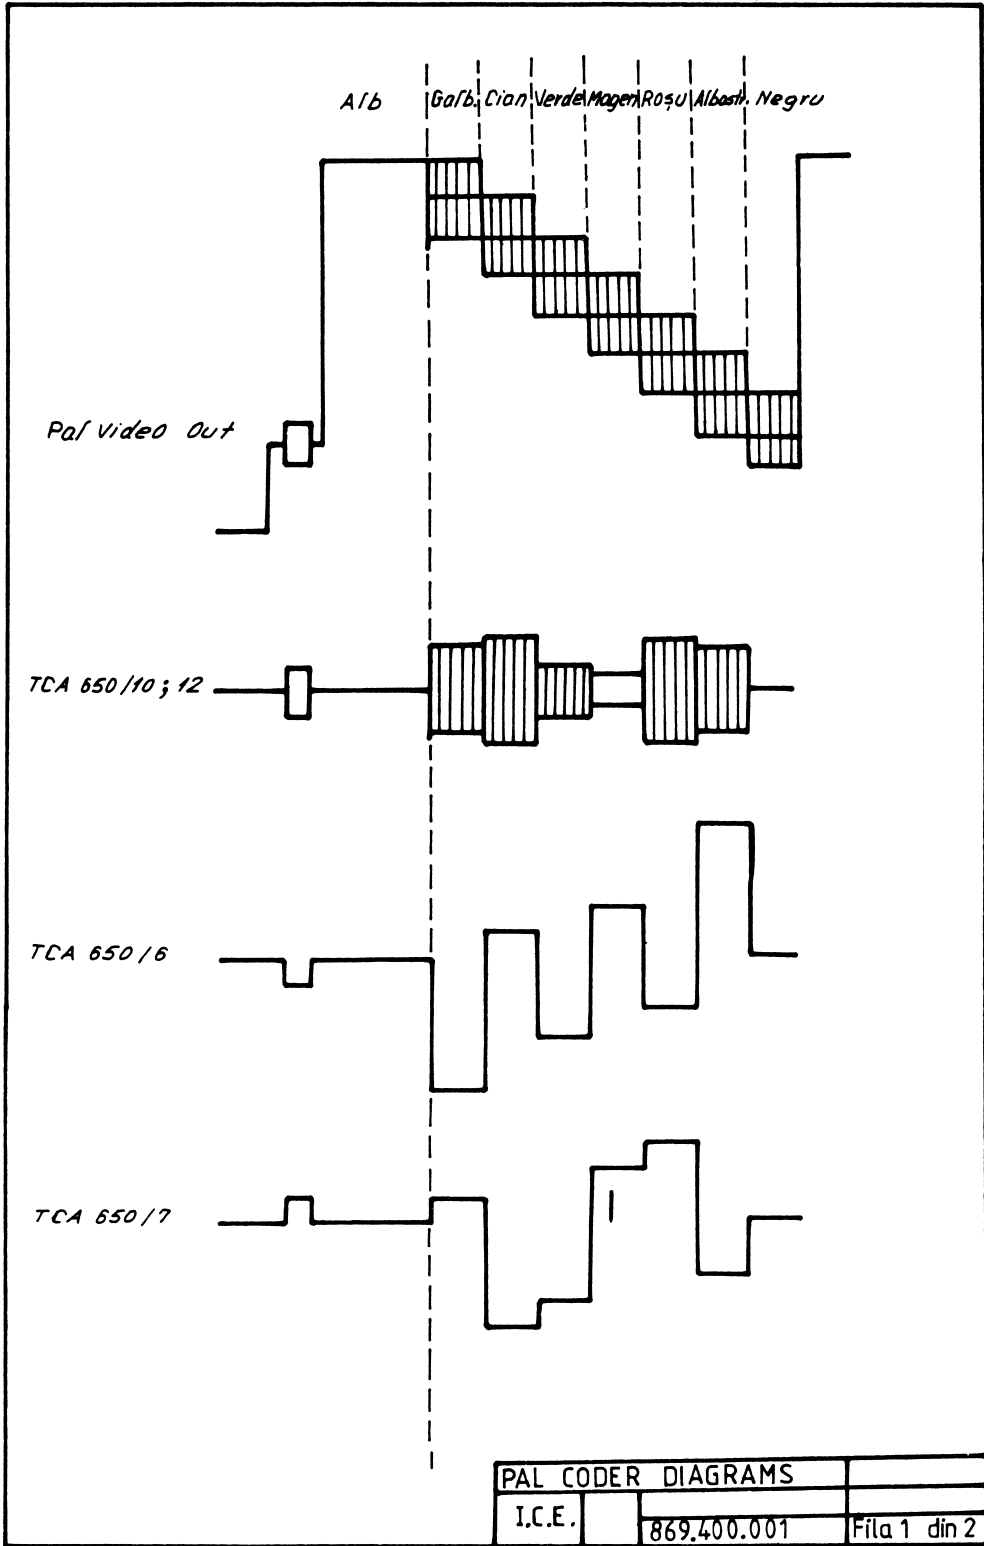 Alb Galb. Cian Verde Magen Roşu Albastr. Negru
Pal Video Out
TCA 650/10; 12
TCA 650/6
TCA 650/7
PAL CODER DIAGRAMS
I.C.E.
869.400.001 Fila 1 din 2